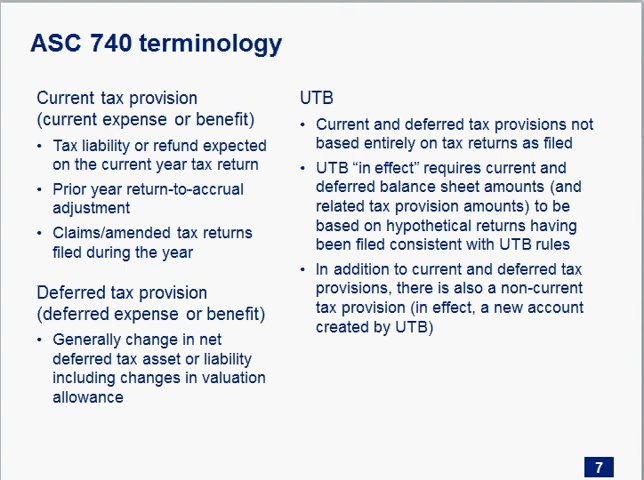 ASC 740 terminology
Current tax provision
(current expense or benefit)
• Tax liability or refund expected
on the current year tax return
• Prior year return-to-accrual
adjustment
• Claims/amended tax returns
filed during the year
Deferred tax provision
(deferred expense or benefit)
• Generally change in net
deferred tax asset or liability
including changes in valuation
allowance
UTB
• Current and deferred tax provisions not
based entirely on tax returns as filed
• UTB “in effect” requires current and
deferred balance sheet amounts (and
related tax provision amounts) to be
based on hypothetical returns having
been filed consistent with UTB rules
• In addition to current and deferred tax
provisions, there is also a non-current
tax provision (in effect, a new account
created by UTB)
7